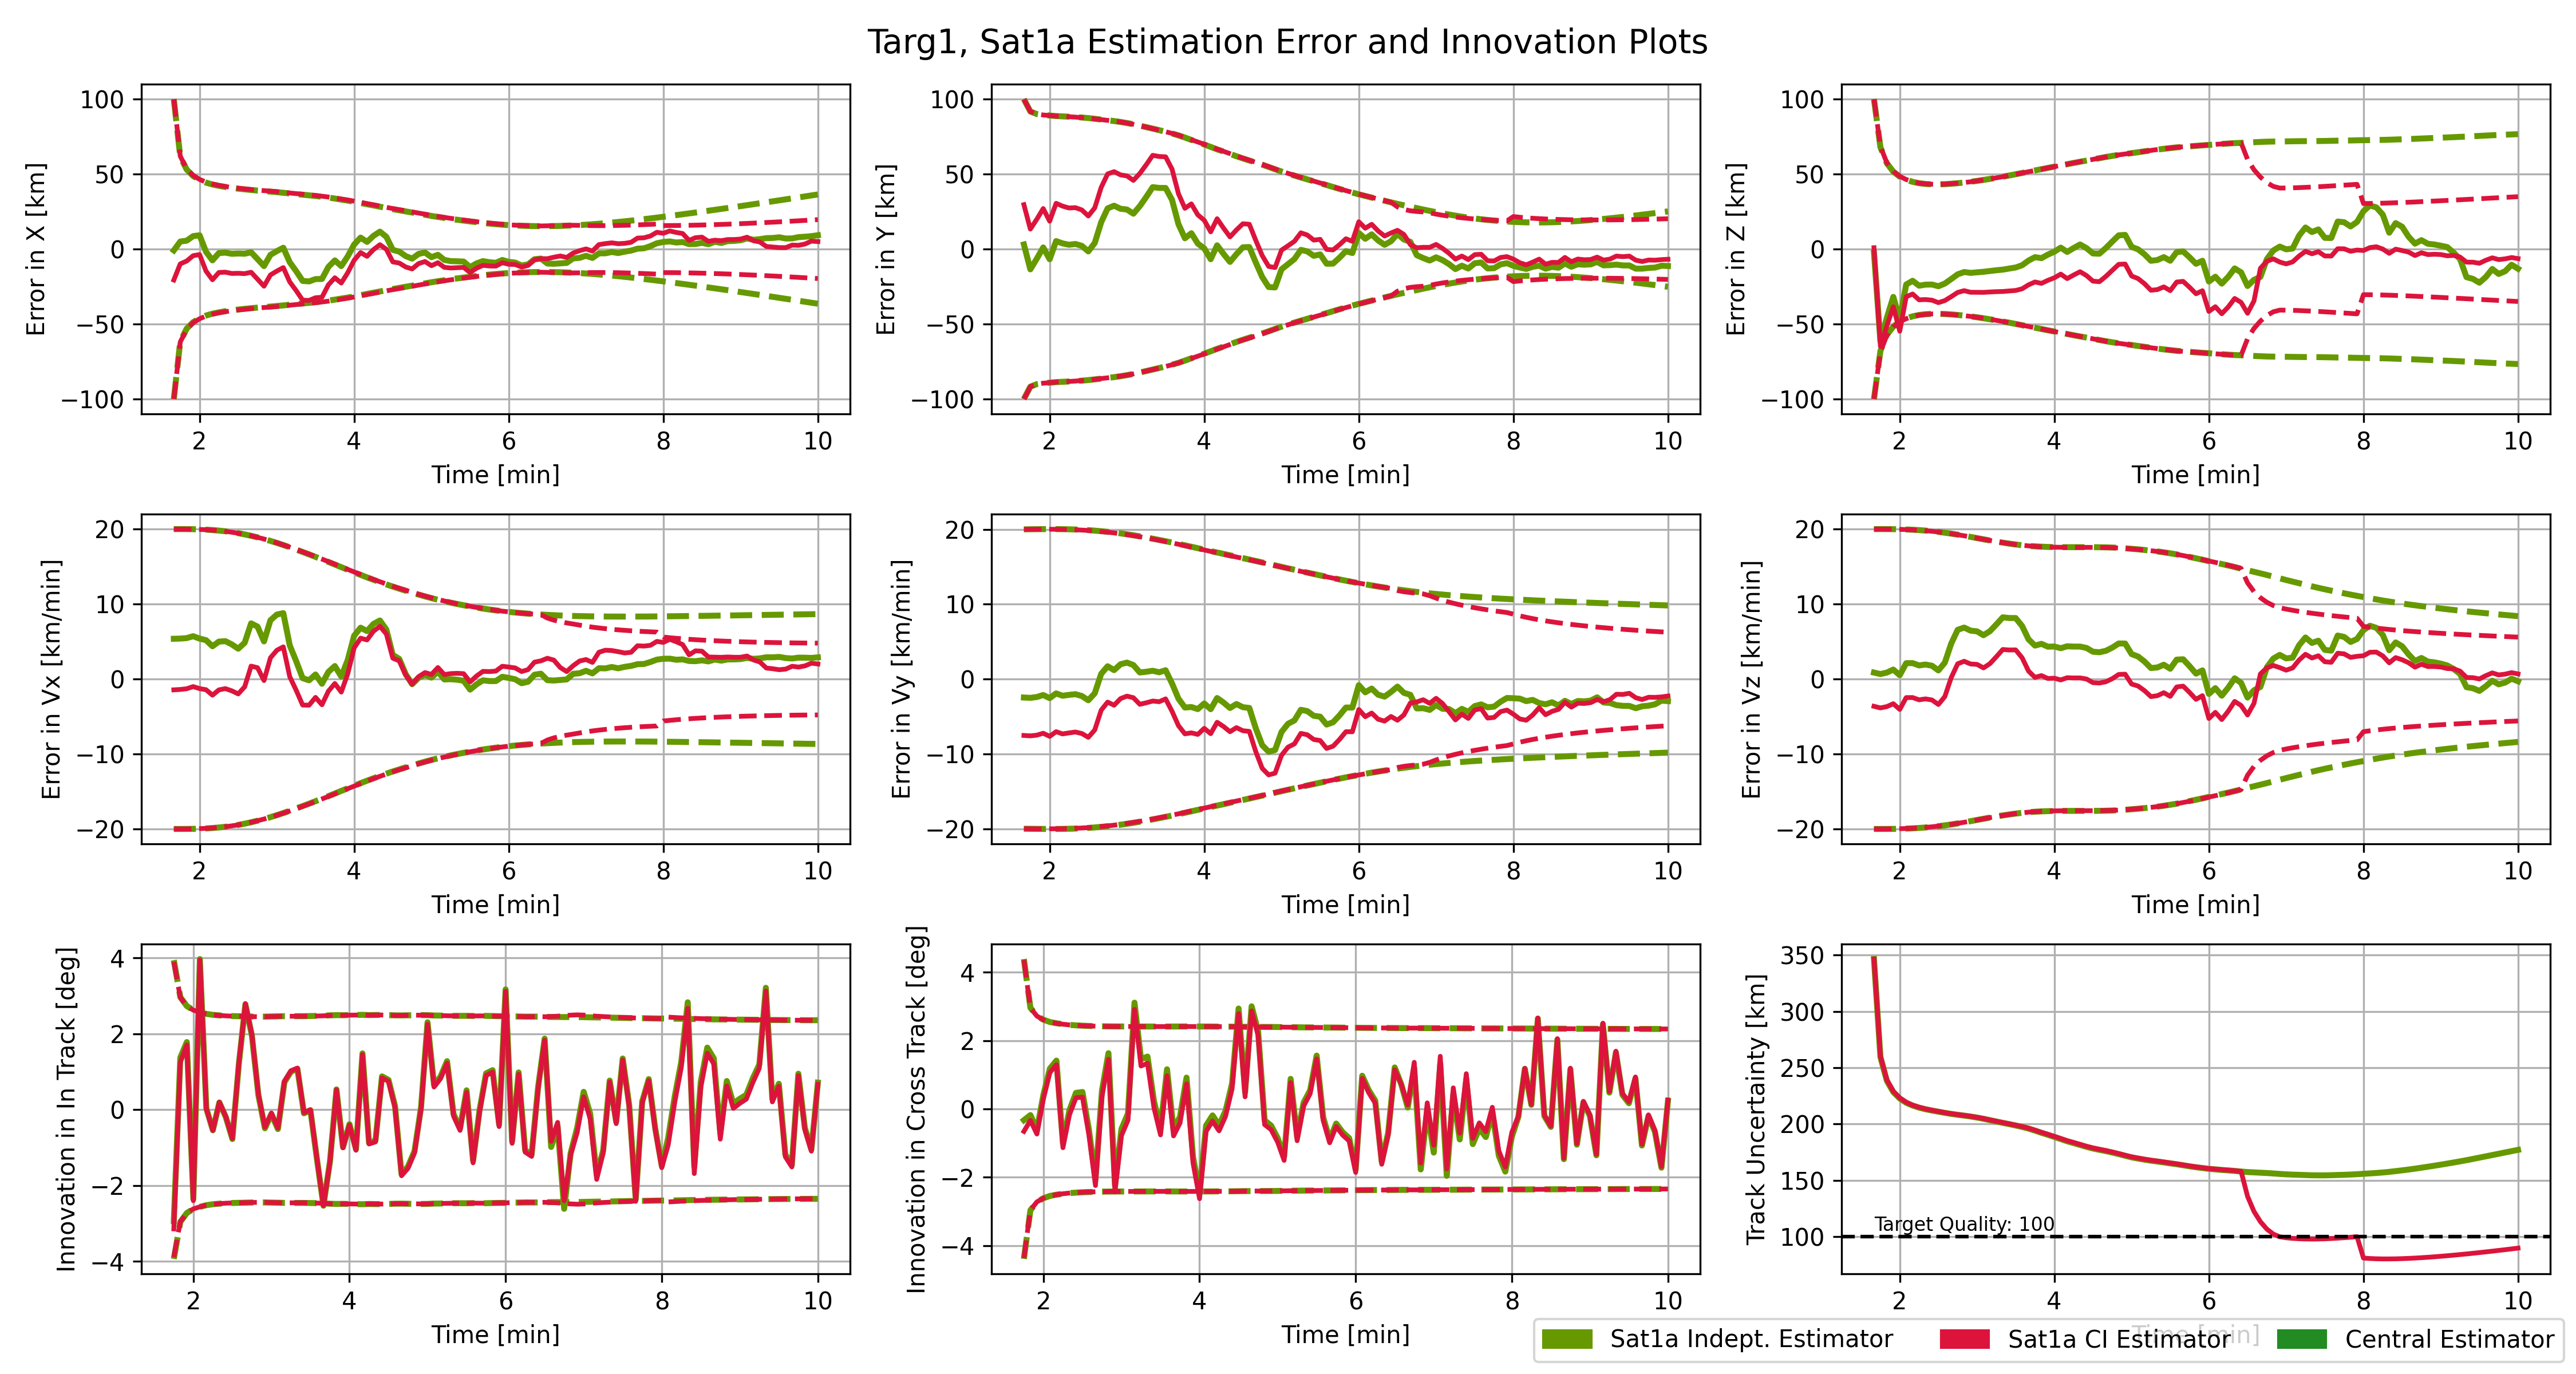 Targ1, Sat1a Estimation Error and Innovation Plots
Error in X [km]
100
50
0
−50
−100
2 4 6 8 10
Time [min]
Error in Y [km]
100
50
0
−50
−100
2 4 6 8 10
Time [min]
Error in Z [km]
100
50
0
−50
−100
2 4 6 8 10
Time [min]
Error in Vx [km/min]
20
10
0
−10
−20
2 4 6 8 10
Time [min]
Error in Vy [km/min]
20
10
0
−10
−20
2 4 6 8 10
Time [min]
Error in Vz [km/min]
20
10
0
−10
−20
2 4 6 8 10
Time [min]
Innovation in In Track [deg]
4
2
0
−2
−4
2 4 6 8 10
Time [min]
Innovation in Cross Track [deg]
4
2
0
−2
−4
2 4 6 8 10
Time [min]
Track Uncertainty [km]
350
300
250
200
150
100
Target Quality: 100
2 4 6 8 10
Time [min]
Sat1a Indept. Estimator Sat1a CI Estimator Central Estimator